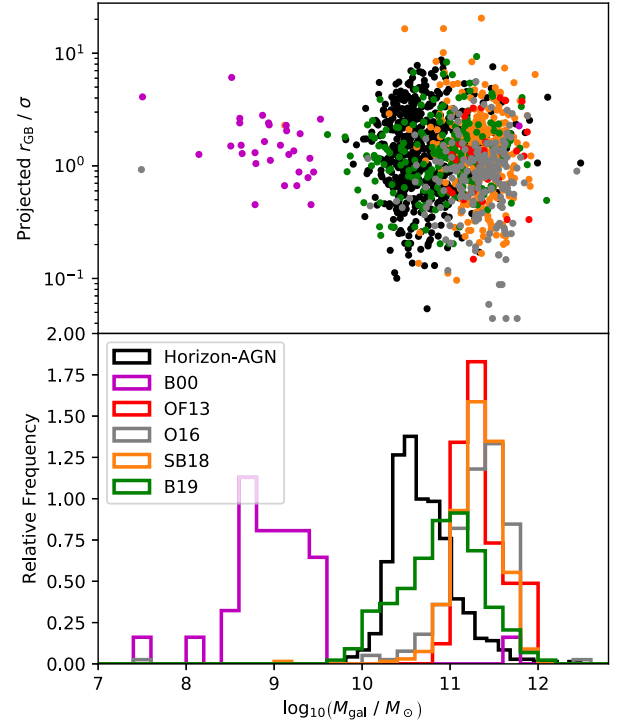 10¹
10⁰
10⁻¹
Projected r_GB / σ
2.00
1.75
1.50
1.25
1.00
0.75
0.50
0.25
0.00
Relative Frequency
Horizon-AGN
B00
OF13
O16
SB18
B19
7 8 9 10 11 12
log₁₀(M_gal / M_⊙)